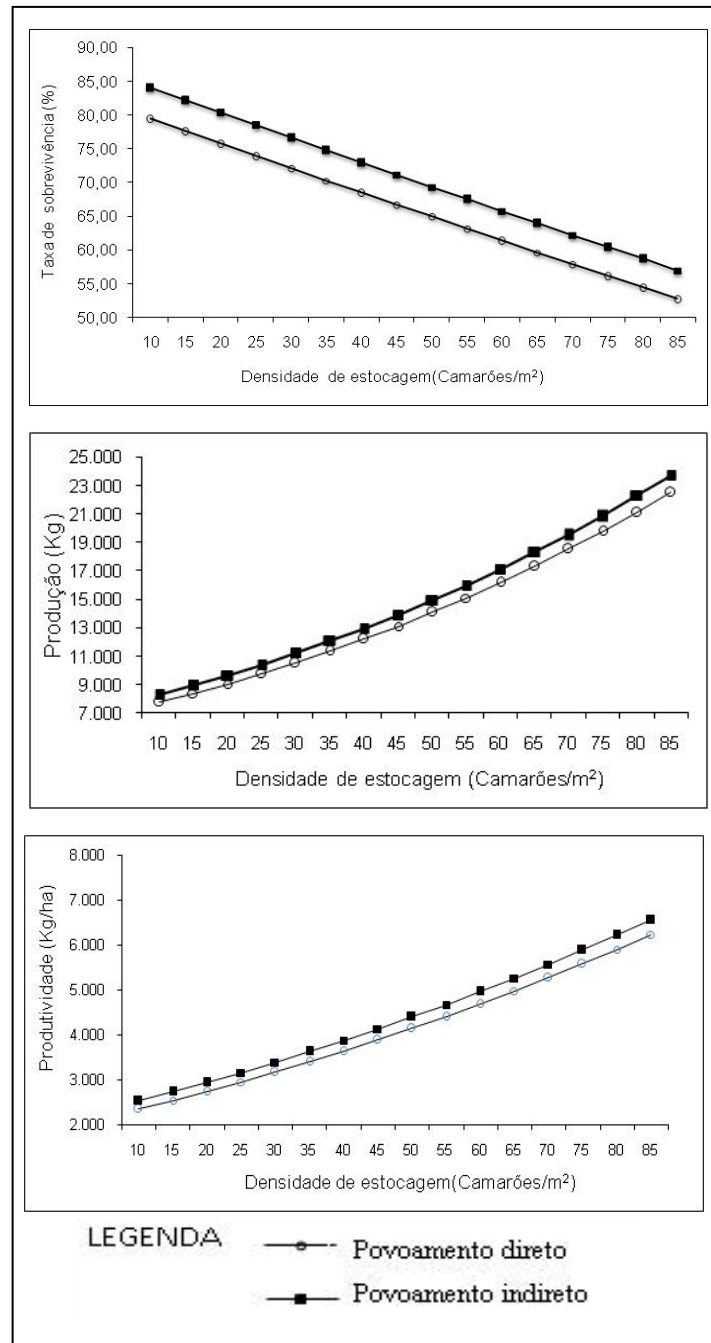 90,00
85,00
80,00
75,00
70,00
65,00
60,00
55,00
50,00
Taxa de sobrevivência (%)
10 15 20 25 30 35 40 45 50 55 60 65 70 75 80 85
Densidade de estocagem(Camarões/m²)
25.000
23.000
21.000
19.000
17.000
15.000
13.000
11.000
9.000
7.000
Produção (Kg)
10 15 20 25 30 35 40 45 50 55 60 65 70 75 80 85
Densidade de estocagem (Camarões/m²)
8.000
7.000
6.000
5.000
4.000
3.000
2.000
Produtividade (Kg/ha)
10 15 20 25 30 35 40 45 50 55 60 65 70 75 80 85
Densidade de estocagem(Camarões/m²)
LEGENDA
Povoamento direto
Povoamento indireto